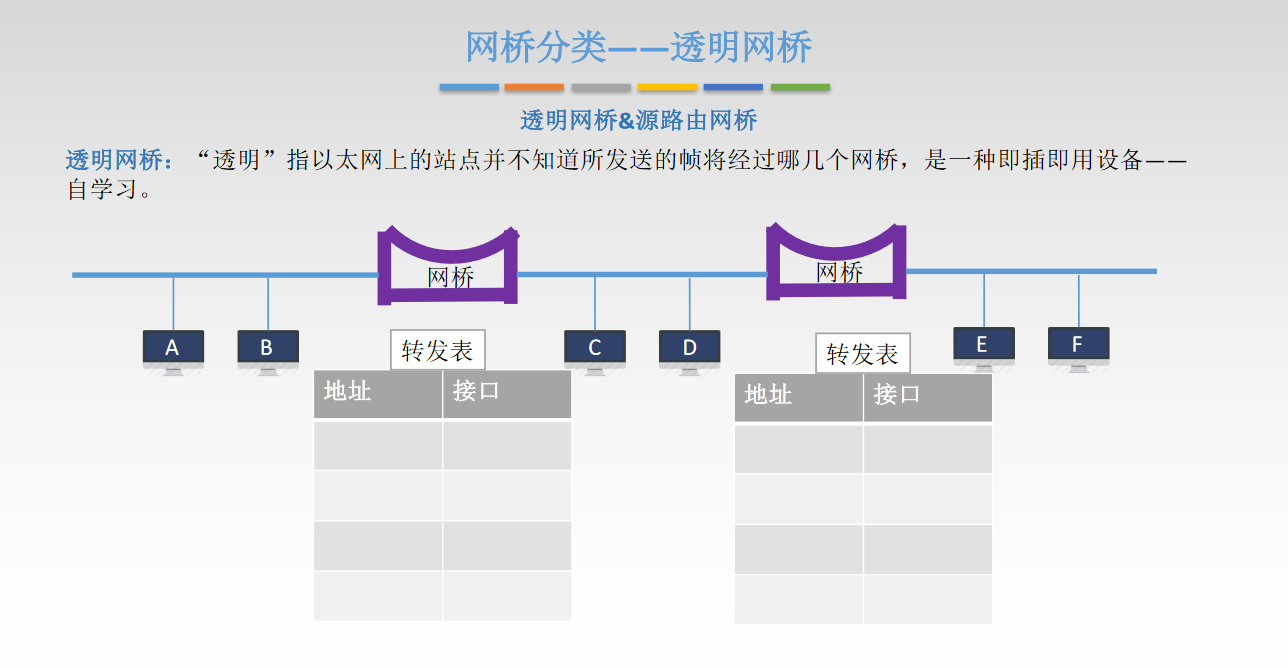 网桥分类——透明网桥
透明网桥&源路由网桥
透明网桥：“透明”指以太网上的站点并不知道所发送的帧将经过哪几个网桥，是一种即插即用设备——
自学习。
网桥
网桥
A
B
C
D
E
F
转发表
地址 接口
转发表
地址 接口